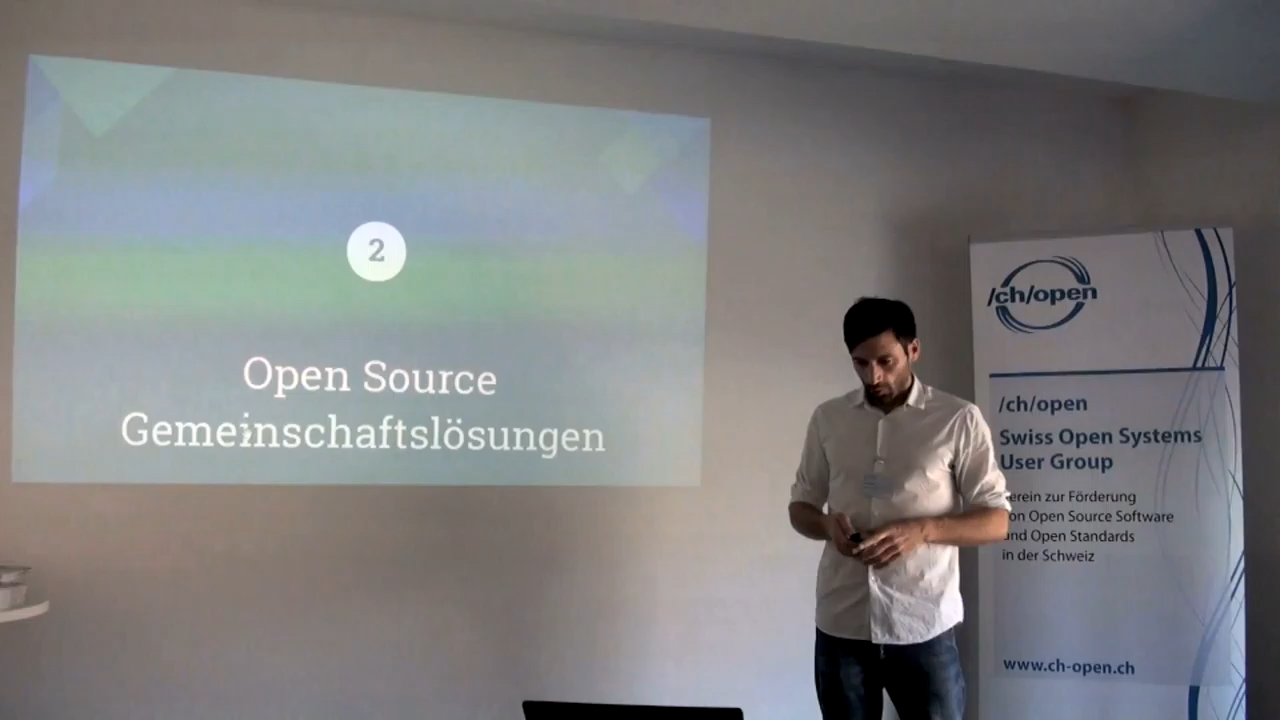 2
Open Source
Gemeinschaftslösungen
/ch/open
/ch/open
Swiss Open Systems
User Group
erein zur Förderung
on Open Source Software
und Open Standards
in der Schweiz
www.ch-open.ch